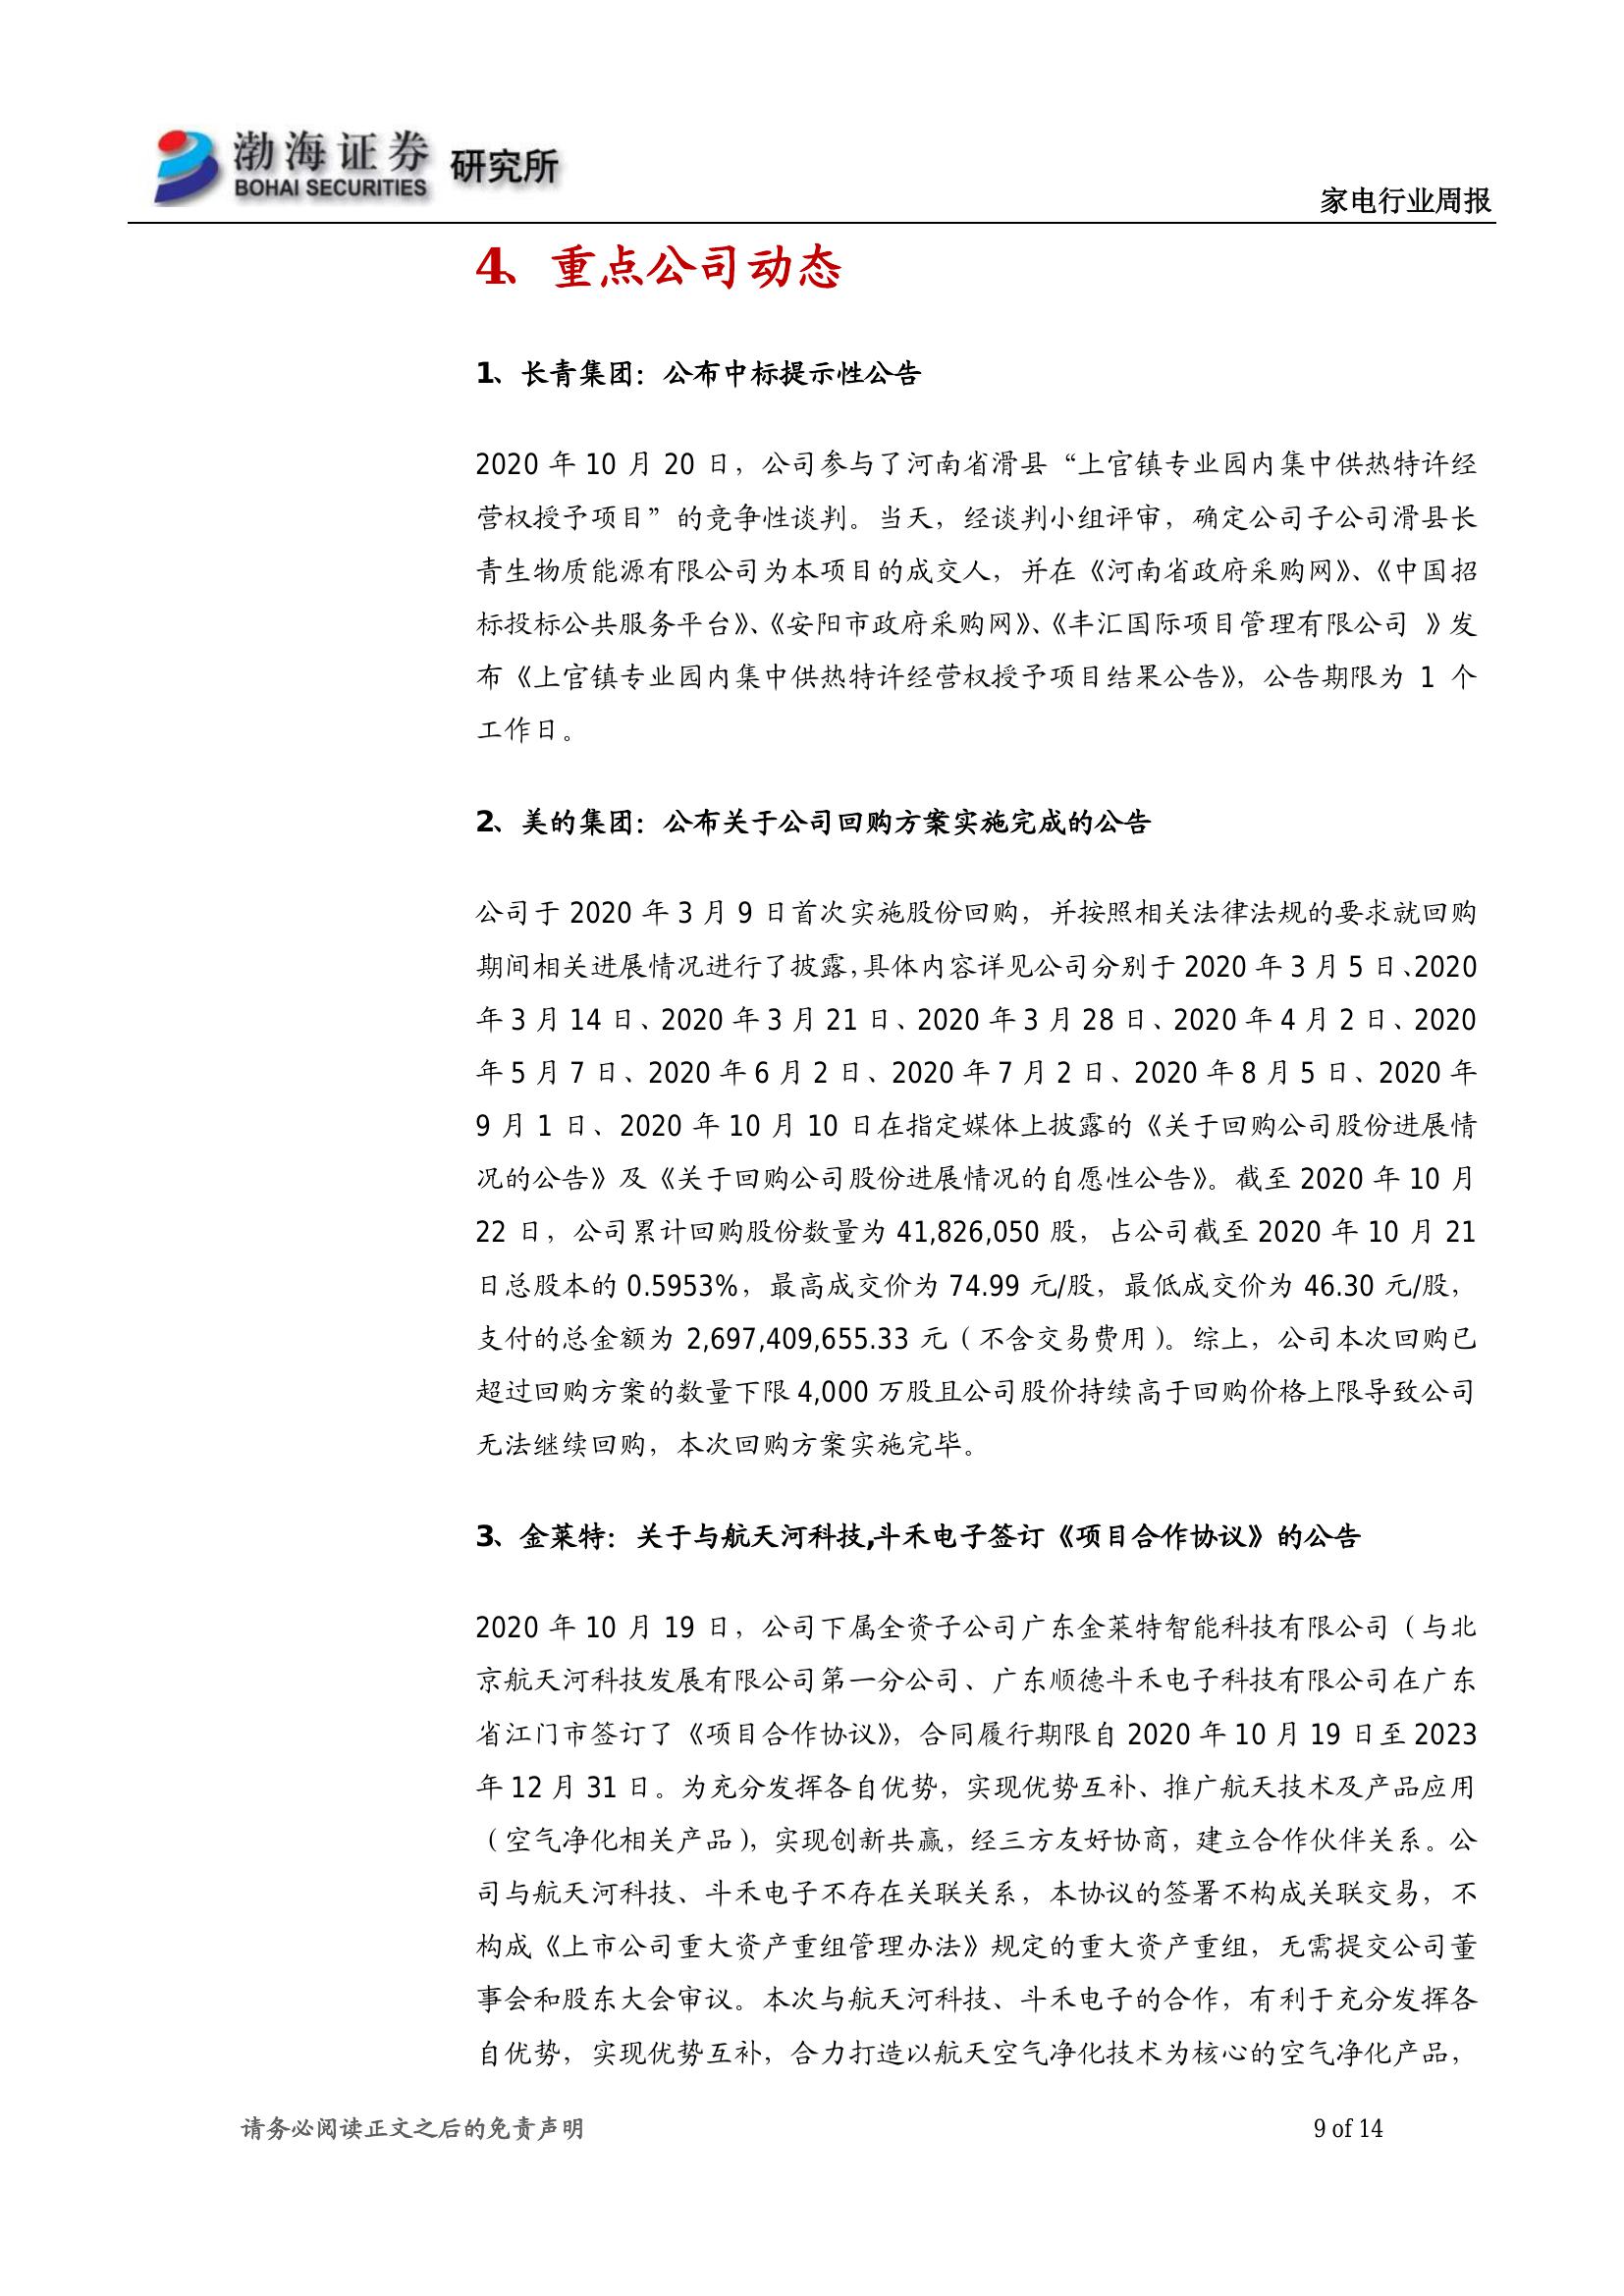 渤海证券 研究所
BOHAI SECURITIES
家电行业周报
4、重点公司动态
1、长青集团：公布中标提示性公告
2020 年 10 月 20 日，公司参与了河南省滑县“上官镇专业园内集中供热特许经
营权授予项目”的竞争性谈判。当天，经谈判小组评审，确定公司子公司滑县长
青生物质能源有限公司为本项目的成交人，并在《河南省政府采购网》、《中国招
标投标公共服务平台》、《安阳市政府采购网》、《丰汇国际项目管理有限公司 》发
布《上官镇专业园内集中供热特许经营权授予项目结果公告》，公告期限为 1 个
工作日。
2、美的集团：公布关于公司回购方案实施完成的公告
公司于 2020 年 3 月 9 日首次实施股份回购，并按照相关法律法规的要求就回购
期间相关进展情况进行了披露，具体内容详见公司分别于 2020 年 3 月 5 日、2020
年 3 月 14 日、2020 年 3 月 21 日、2020 年 3 月 28 日、2020 年 4 月 2 日、2020
年 5 月 7 日、2020 年 6 月 2 日、2020 年 7 月 2 日、2020 年 8 月 5 日、2020 年
9 月 1 日、2020 年 10 月 10 日在指定媒体上披露的《关于回购公司股份进展情
况的公告》及《关于回购公司股份进展情况的自愿性公告》。截至 2020 年 10 月
22 日，公司累计回购股份数量为 41,826,050 股，占公司截至 2020 年 10 月 21
日总股本的 0.5953%，最高成交价为 74.99 元/股，最低成交价为 46.30 元/股，
支付的总金额为 2,697,409,655.33 元（不含交易费用）。综上，公司本次回购已
超过回购方案的数量下限 4,000 万股且公司股价持续高于回购价格上限导致公司
无法继续回购，本次回购方案实施完毕。
3、金莱特：关于与航天河科技,斗禾电子签订《项目合作协议》的公告
2020 年 10 月 19 日，公司下属全资子公司广东金莱特智能科技有限公司（与北
京航天河科技发展有限公司第一分公司、广东顺德斗禾电子科技有限公司在广东
省江门市签订了《项目合作协议》，合同履行期限自 2020 年 10 月 19 日至 2023
年 12 月 31 日。为充分发挥各自优势，实现优势互补、推广航天技术及产品应用
（空气净化相关产品），实现创新共赢，经三方友好协商，建立合作伙伴关系。公
司与航天河科技、斗禾电子不存在关联关系，本协议的签署不构成关联交易，不
构成《上市公司重大资产重组管理办法》规定的重大资产重组，无需提交公司董
事会和股东大会审议。本次与航天河科技、斗禾电子的合作，有利于充分发挥各
自优势，实现优势互补，合力打造以航天空气净化技术为核心的空气净化产品，
请务必阅读正文之后的免责声明
9 of 14